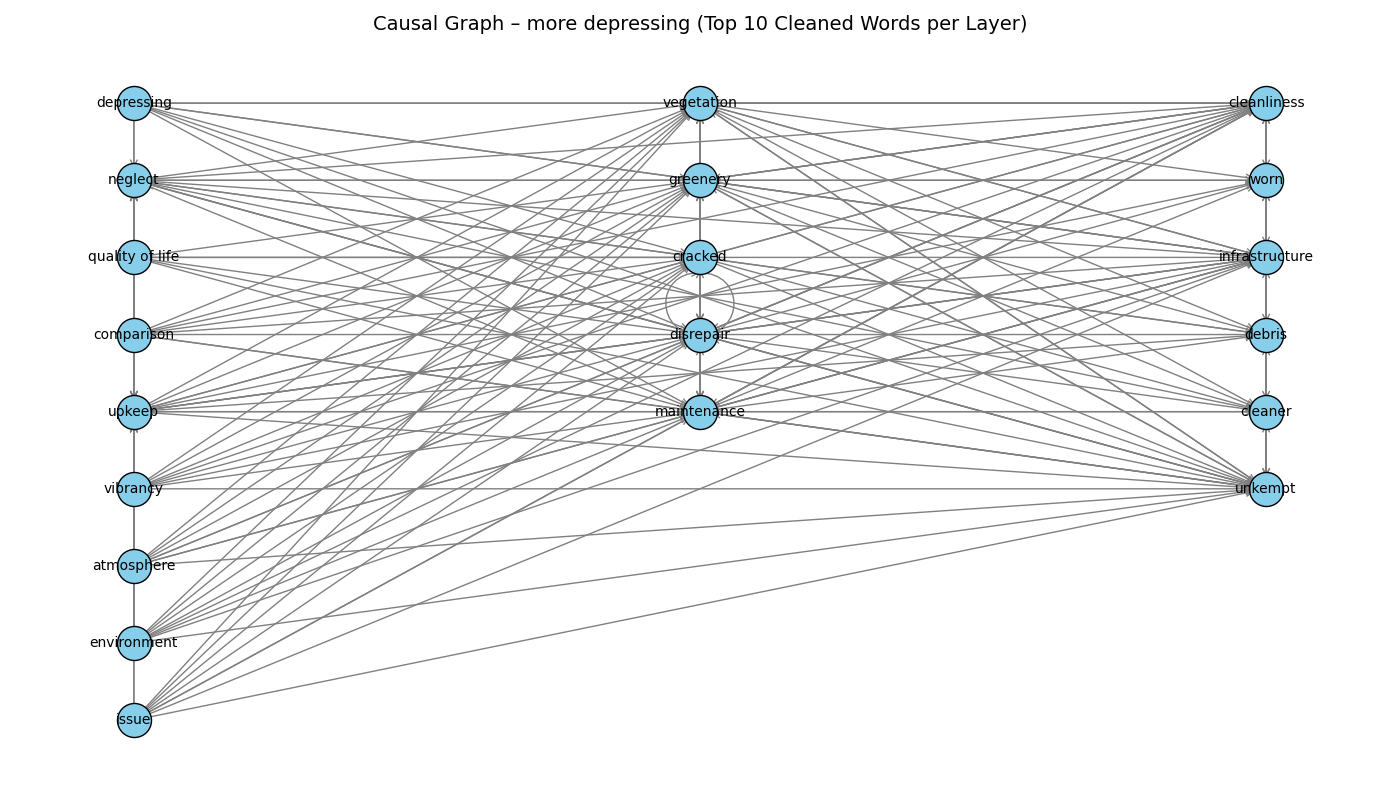 Causal Graph – more depressing (Top 10 Cleaned Words per Layer)
depressing
neglect
quality of life
comparison
upkeep
vibrancy
atmosphere
environment
issue
vegetation
greenery
cracked
disrepair
maintenance
cleanliness
worn
infrastructure
debris
cleaner
unkempt